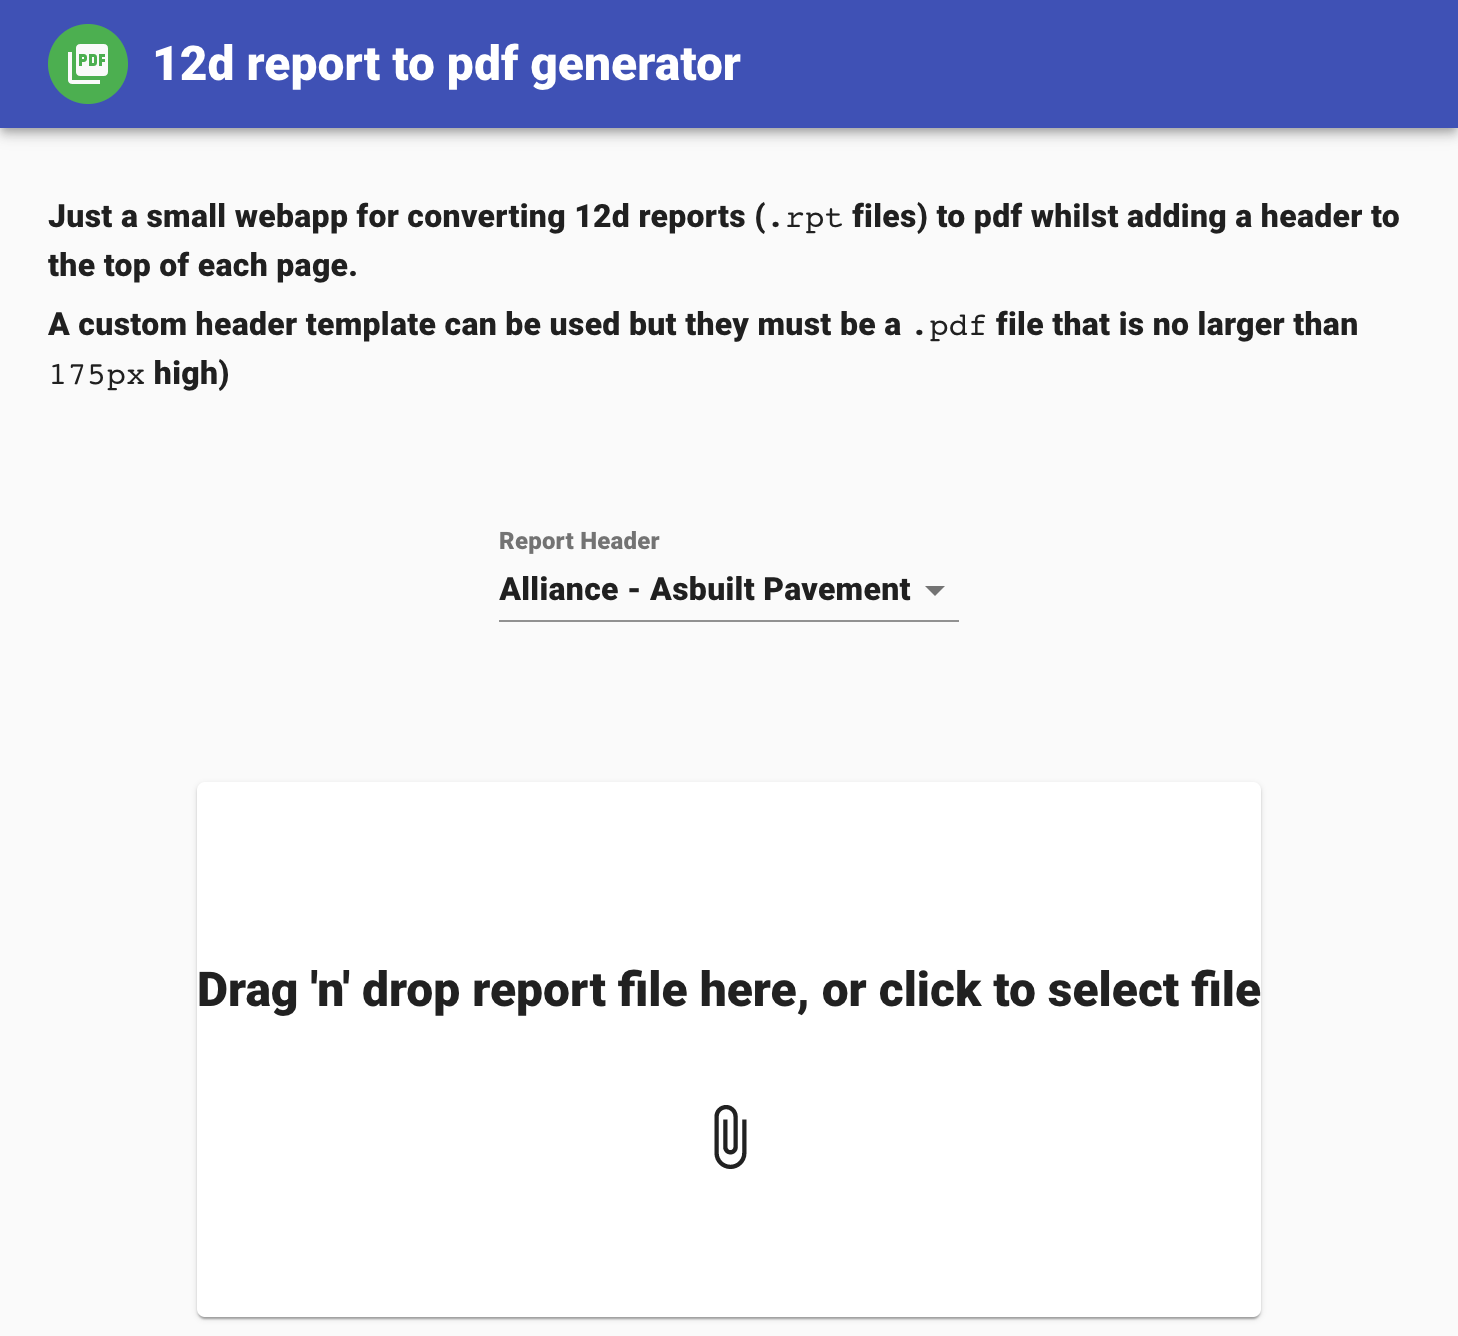 PDF
12d report to pdf generator
Just a small webapp for converting 12d reports (.rpt files) to pdf whilst adding a header to
the top of each page.
A custom header template can be used but they must be a .pdf file that is no larger than
175px high)
Report Header
Alliance - Asbuilt Pavement
Drag 'n' drop report file here, or click to select file